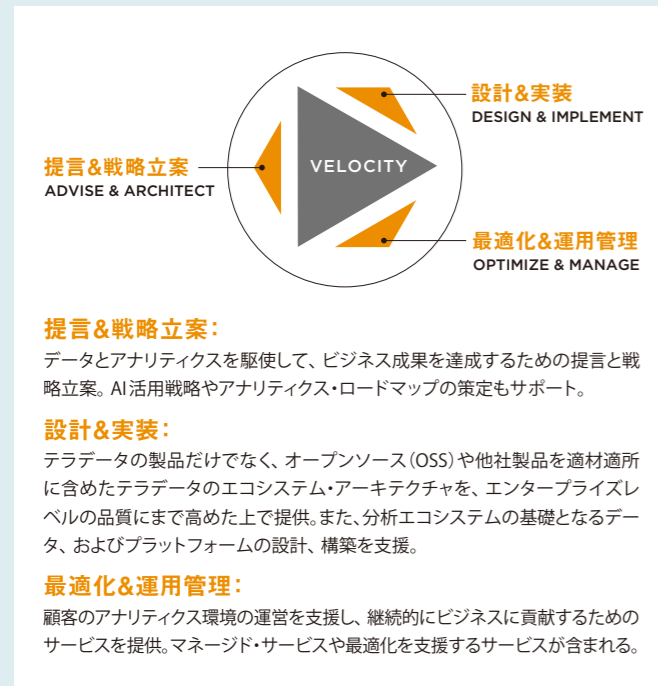 設計&実装
DESIGN & IMPLEMENT
VELOCITY
提言&戦略立案
ADVISE & ARCHITECT
最適化&運用管理
OPTIMIZE & MANAGE
提言&戦略立案：
データとアナリティクスを駆使して、ビジネス成果を達成するための提言と戦
略立案。AI活用戦略やアナリティクス・ロードマップの策定もサポート。
設計&実装：
テラデータの製品だけでなく、オープンソース（OSS）や他社製品を適材適所
に含めたテラデータのエコシステム・アーキテクチャを、エンタープライズレ
ベルの品質にまで高めた上で提供。また、分析エコシステムの基礎となるデー
タ、およびプラットフォームの設計、構築を支援。
最適化&運用管理：
顧客のアナリティクス環境の運営を支援し、継続的にビジネスに貢献するための
サービスを提供。マネージド・サービスや最適化を支援するサービスが含まれる。